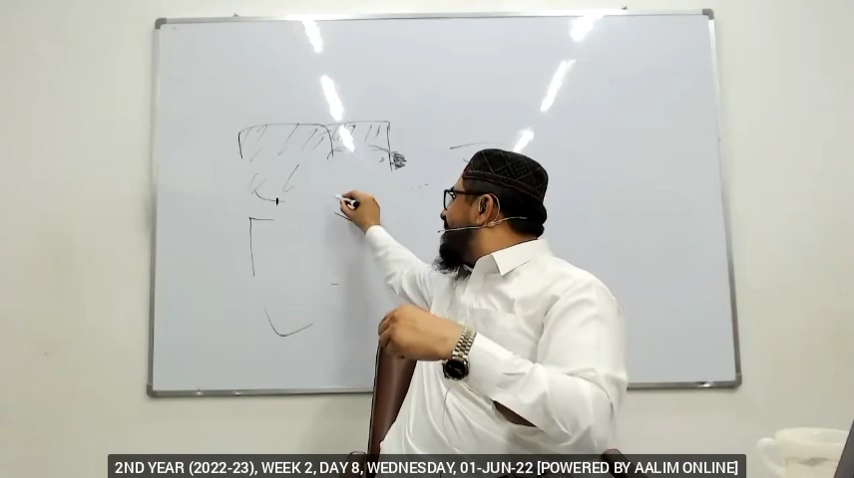 2ND YEAR (2022-23), WEEK 2, DAY 8, WEDNESDAY, 01-JUN-22 [POWERED BY AALIM ONLINE]